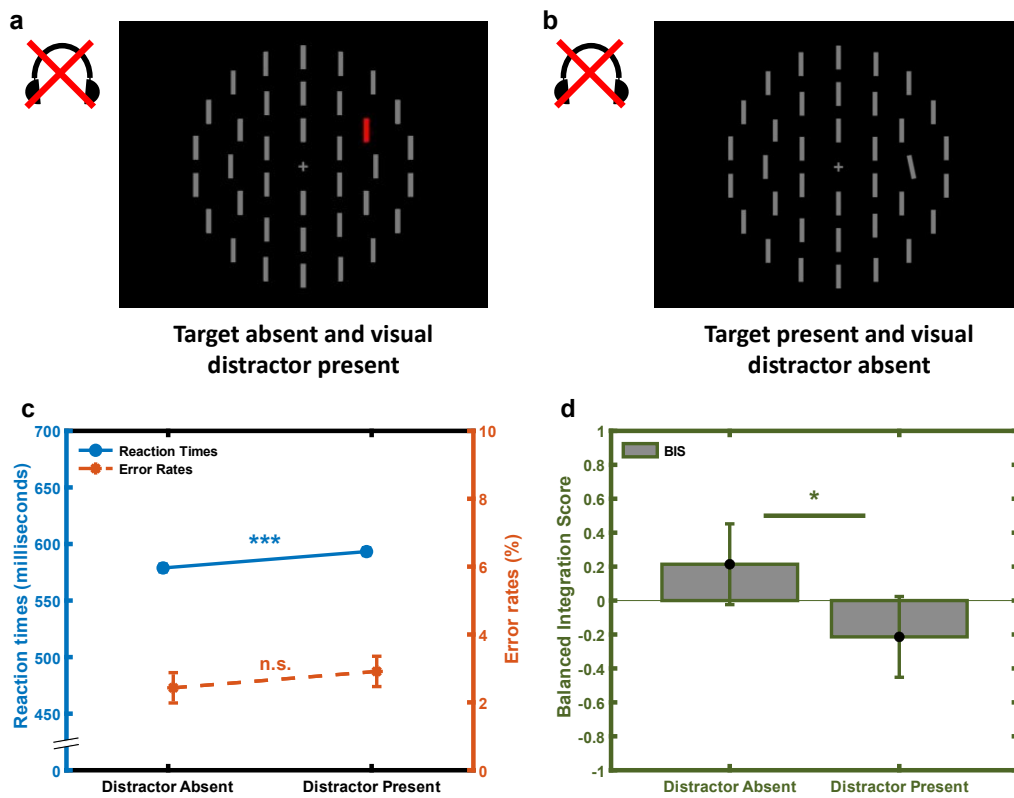 a
b
Target absent and visual
distractor present
Target present and visual
distractor absent
c
700
650
600
550
500
450
0
Reaction times (milliseconds)
Reaction Times
Error Rates
***
n.s.
10
8
6
4
2
0
Error rates (%)
Distractor Absent
Distractor Present
d
1
0.8
0.6
0.4
0.2
0
-0.2
-0.4
-0.6
-0.8
-1
Balanced Integration Score
BIS
*
Distractor Absent
Distractor Present